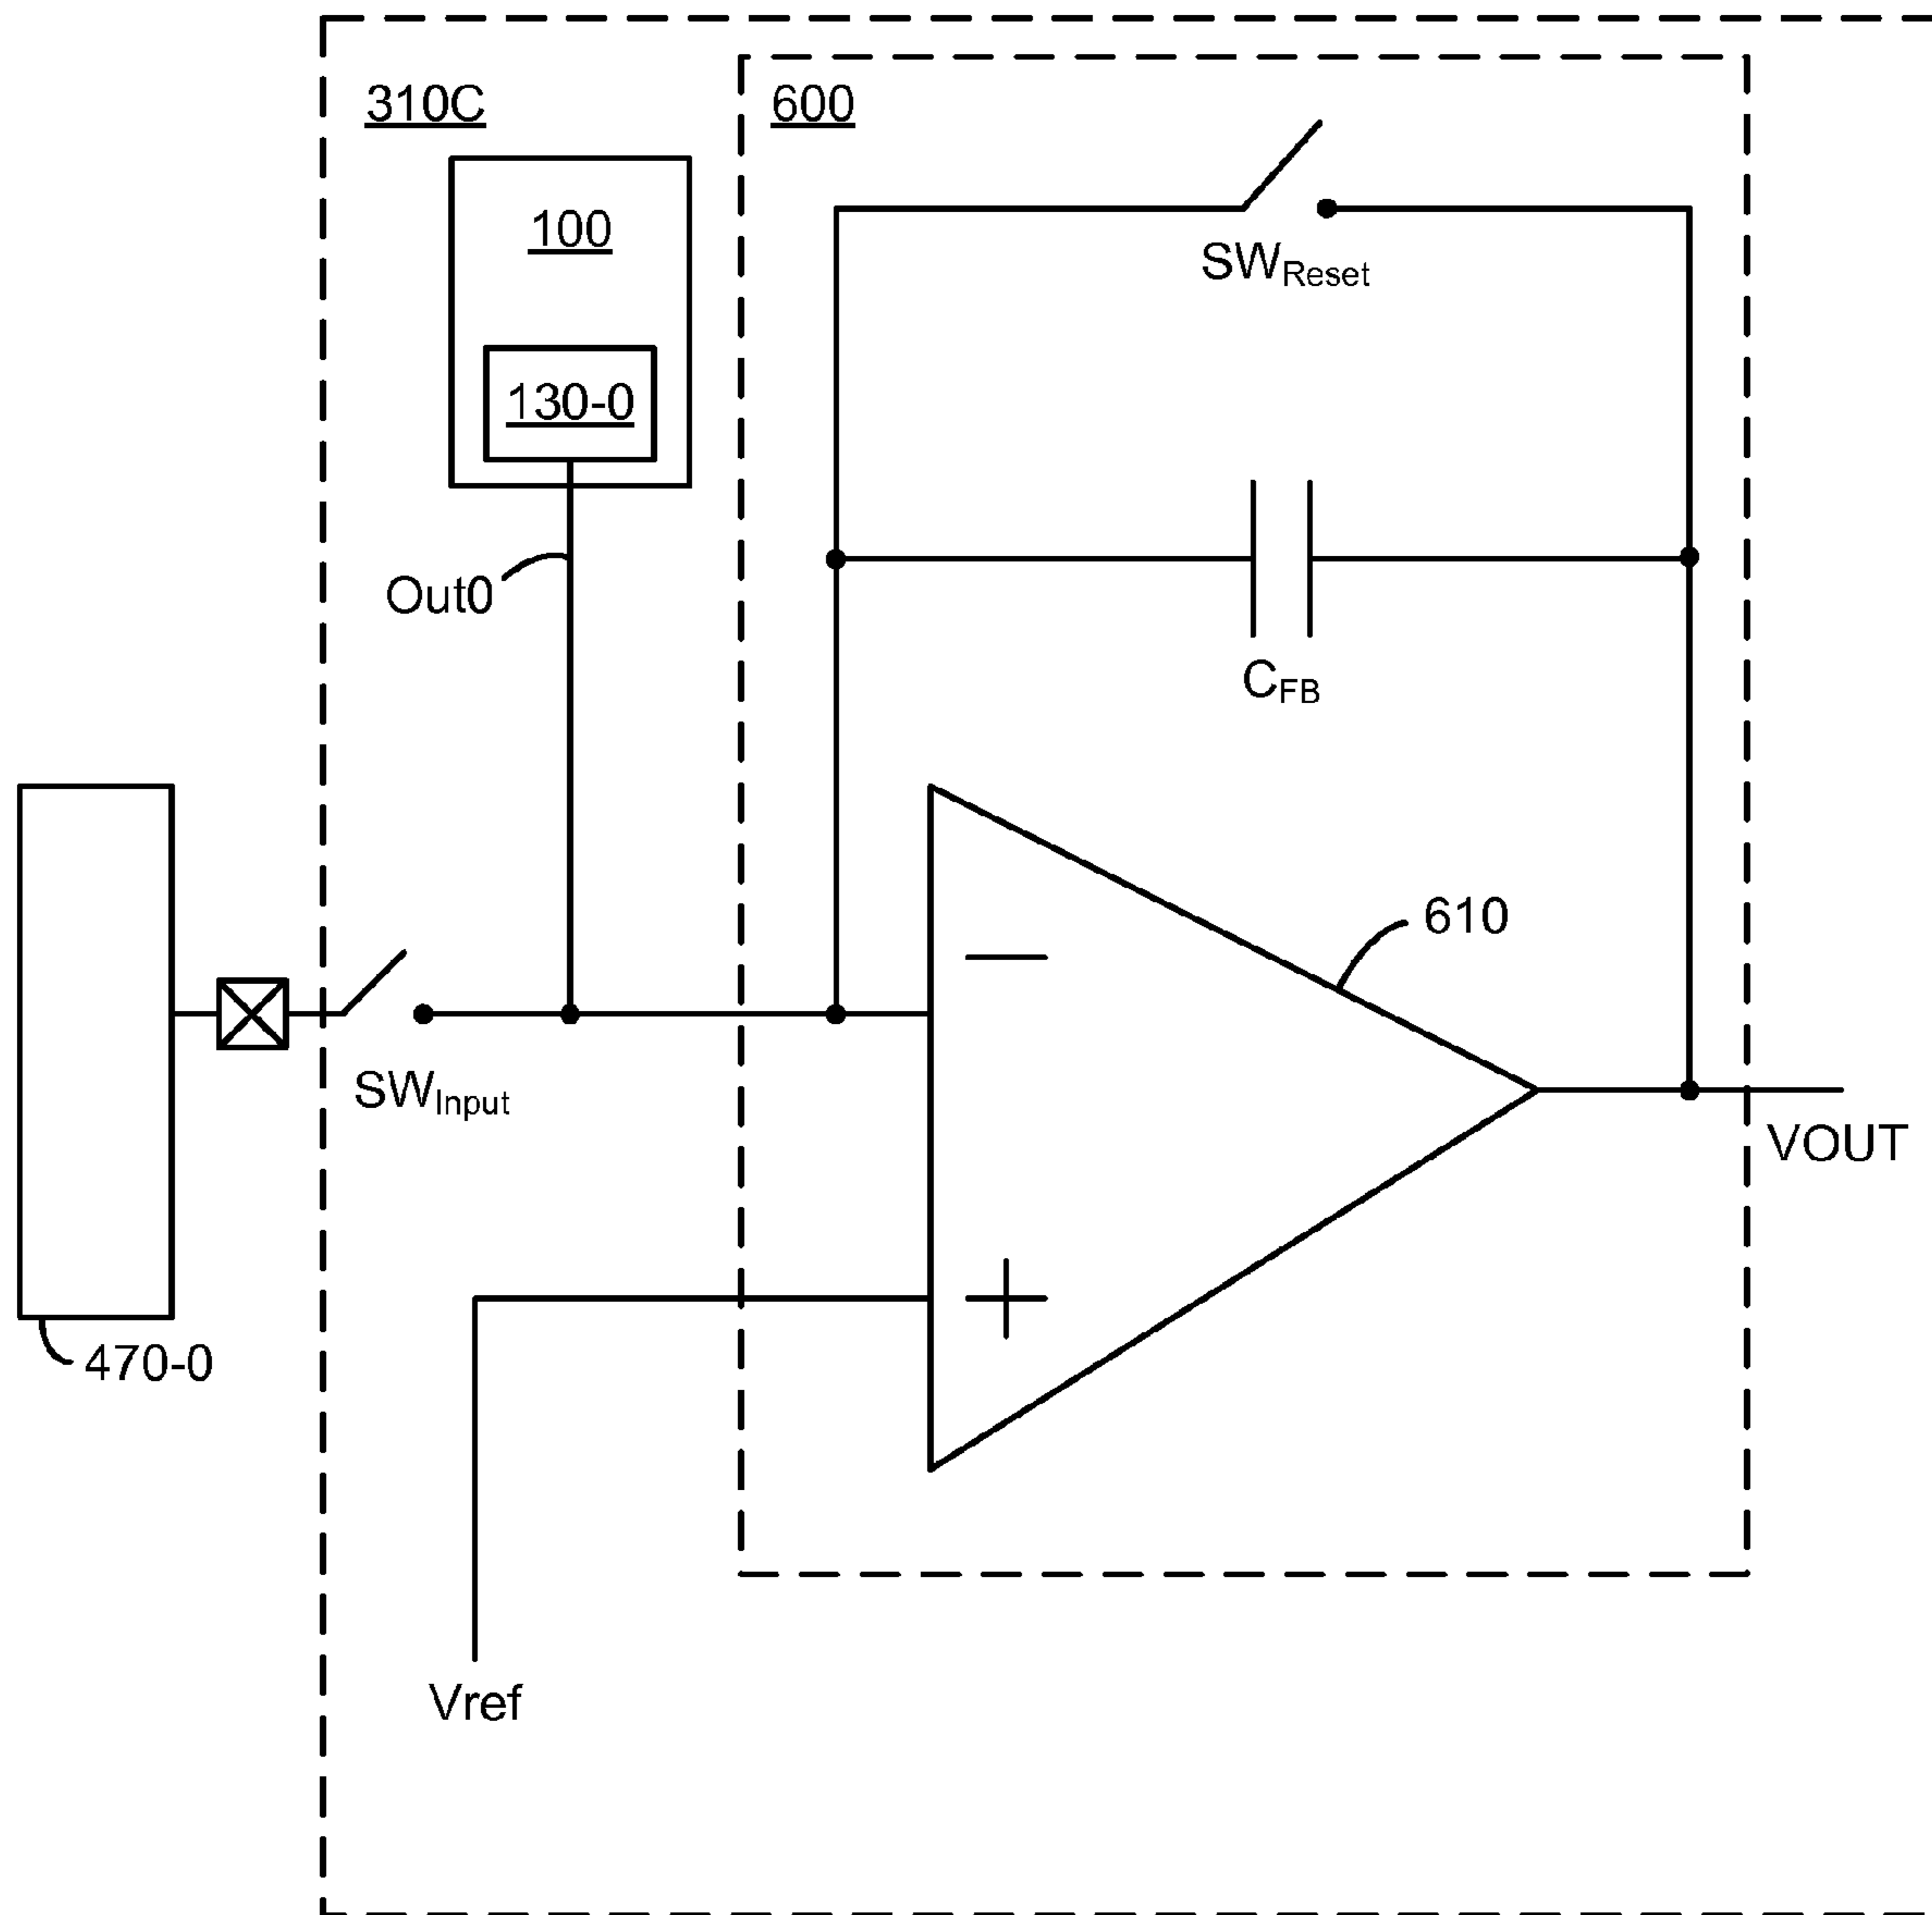 310C
600
100
SWReset
130-0
Out0
CFB
610
SWInput
VOUT
470-0
Vref